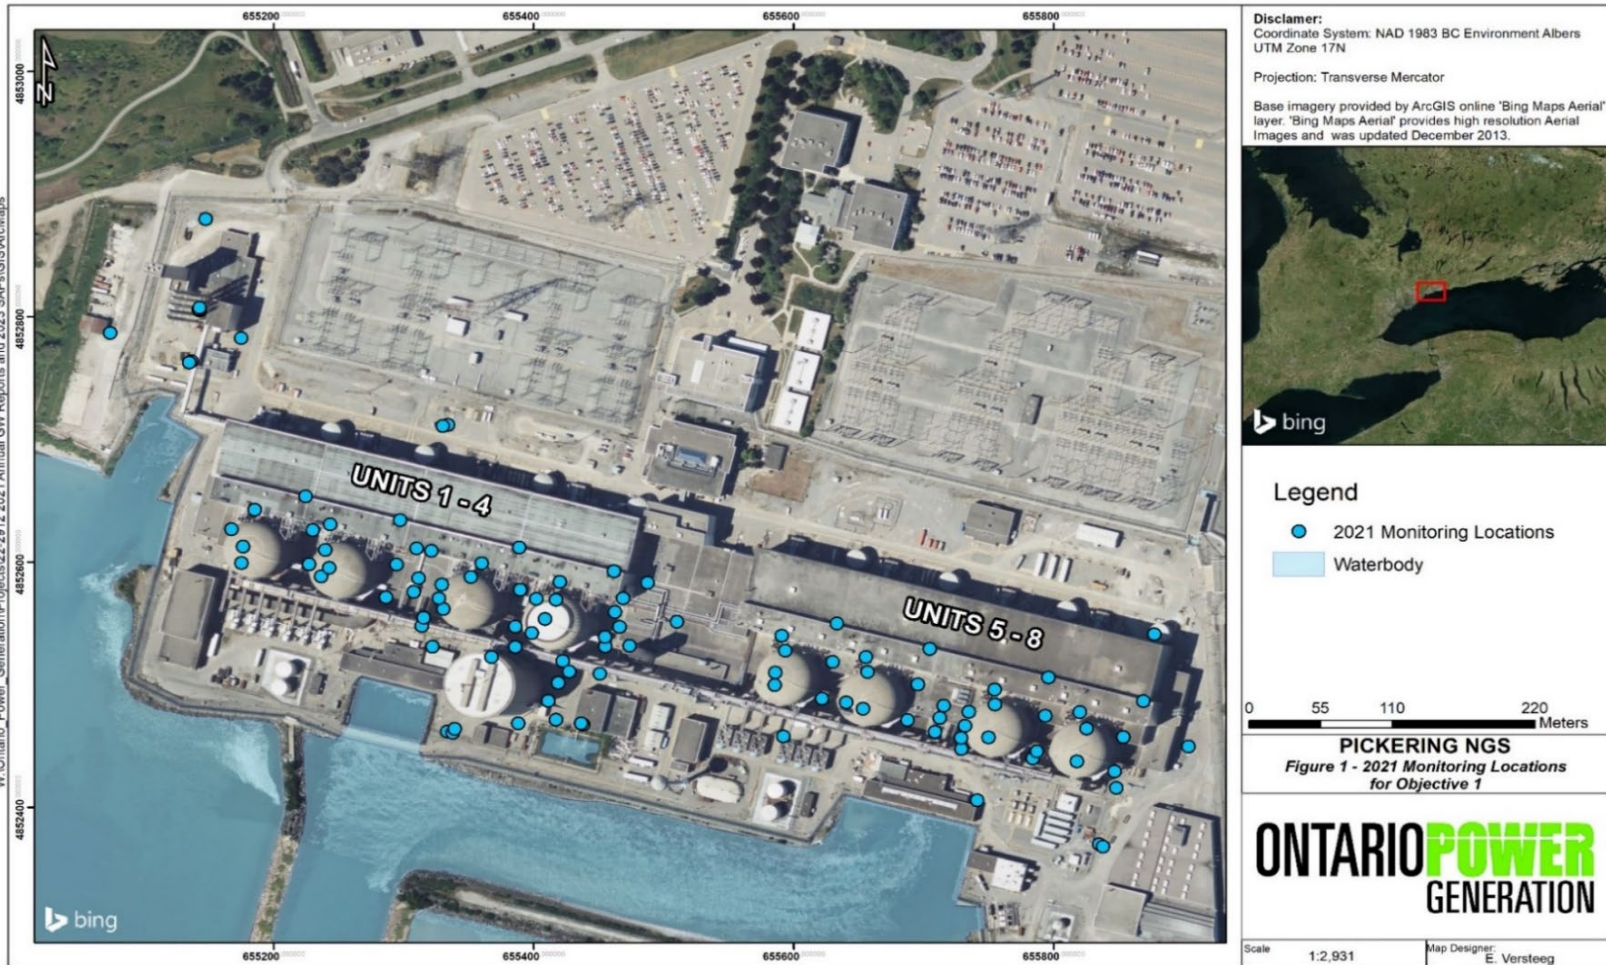 655200
655400
655600
655800
4853000
4852800
4852600
4852400
N
UNITS 1 - 4
UNITS 5 - 8
bing
655200
655400
655600
655800
Disclamer:
Coordinate System: NAD 1983 BC Environment Albers
UTM Zone 17N
Projection: Transverse Mercator
Base imagery provided by ArcGIS online 'Bing Maps Aerial'
layer. 'Bing Maps Aerial' provides high resolution Aerial
Images and was updated December 2013.
bing
Legend
2021 Monitoring Locations
Waterbody
0 55 110 220
Meters
PICKERING NGS
Figure 1 - 2021 Monitoring Locations
for Objective 1
ONTARIOPOWER
GENERATION
Scale
1:2,931
Map Designer:
E. Versteeg